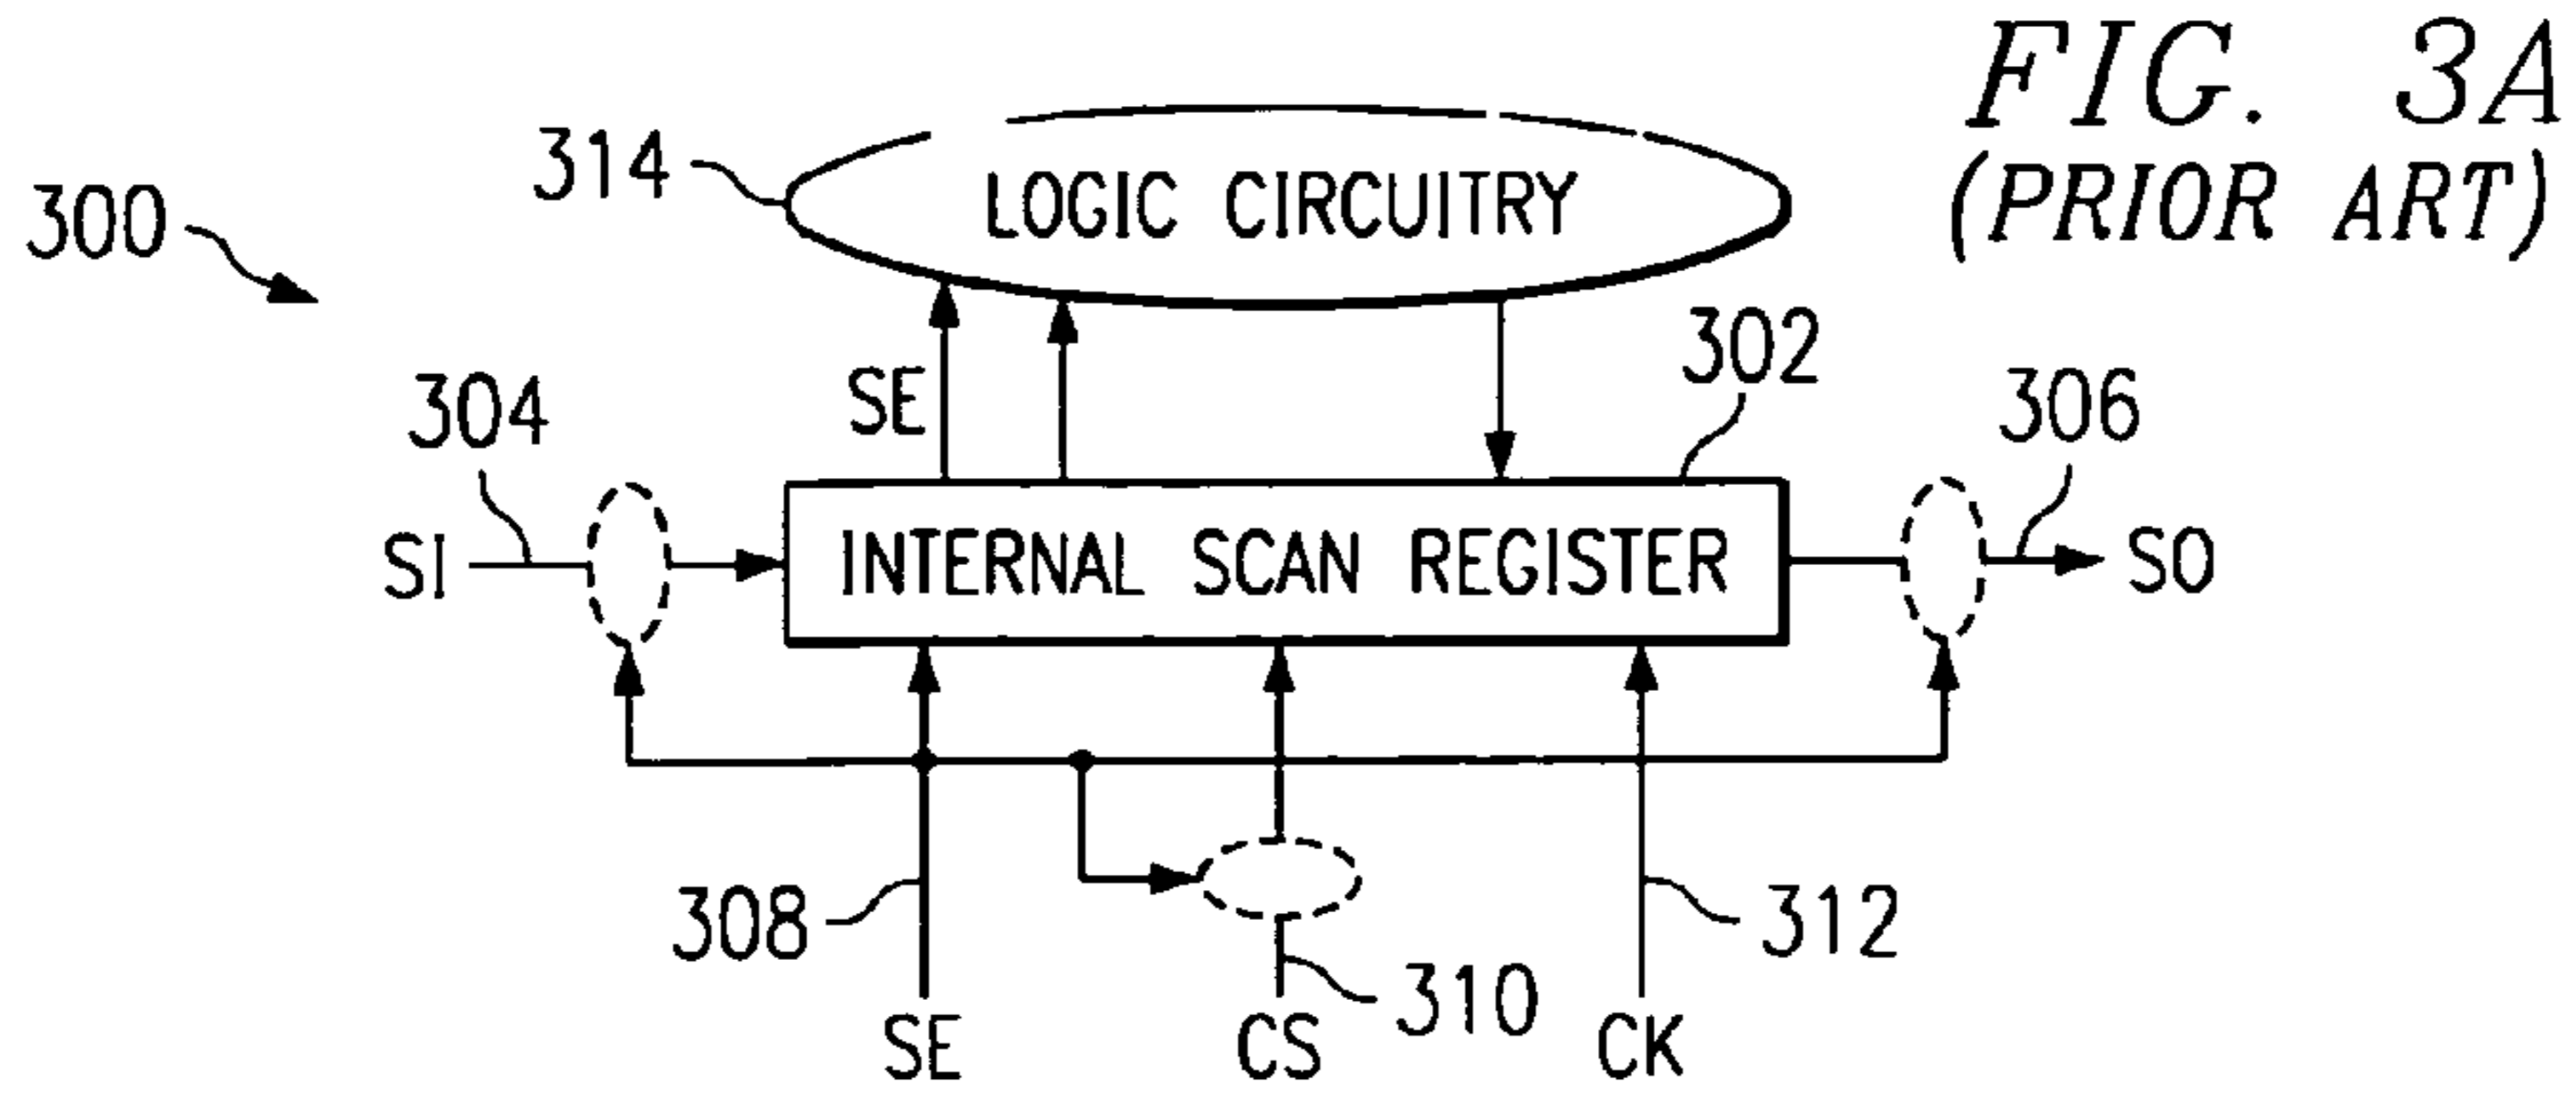 FIG. 3A
(PRIOR ART)
314
LOGIC CIRCUITRY
300
302
SE
304
306
SI
INTERNAL SCAN REGISTER
SO
308
312
310
SE
CS
CK